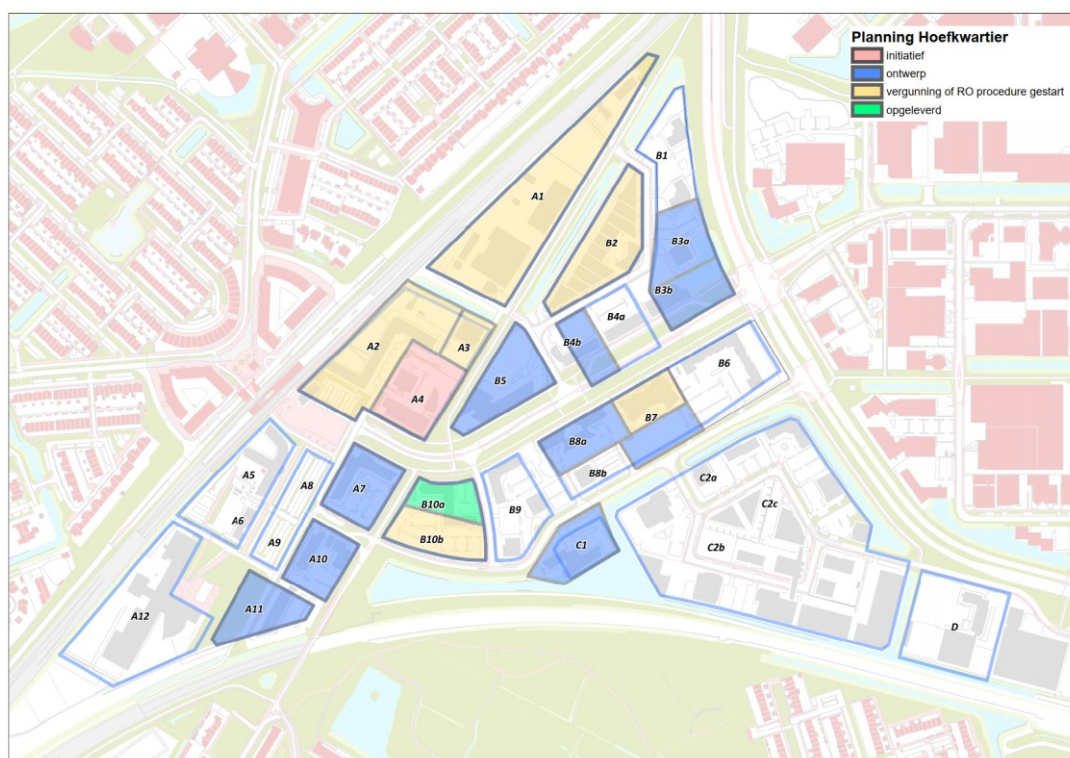 Planning Hoefkwartier
initiatief
ontwerp
vergunning of RO procedure gestart
opgeleverd
B1
A1
B2
B3a
B3b
B4a
A2
A3
B4b
B6
B5
A4
B7
B8a
B8b
A5
A8
A7
B10a
B9
C2a
C2c
A6
B10b
C1
C2b
A9
A10
A11
A12
D